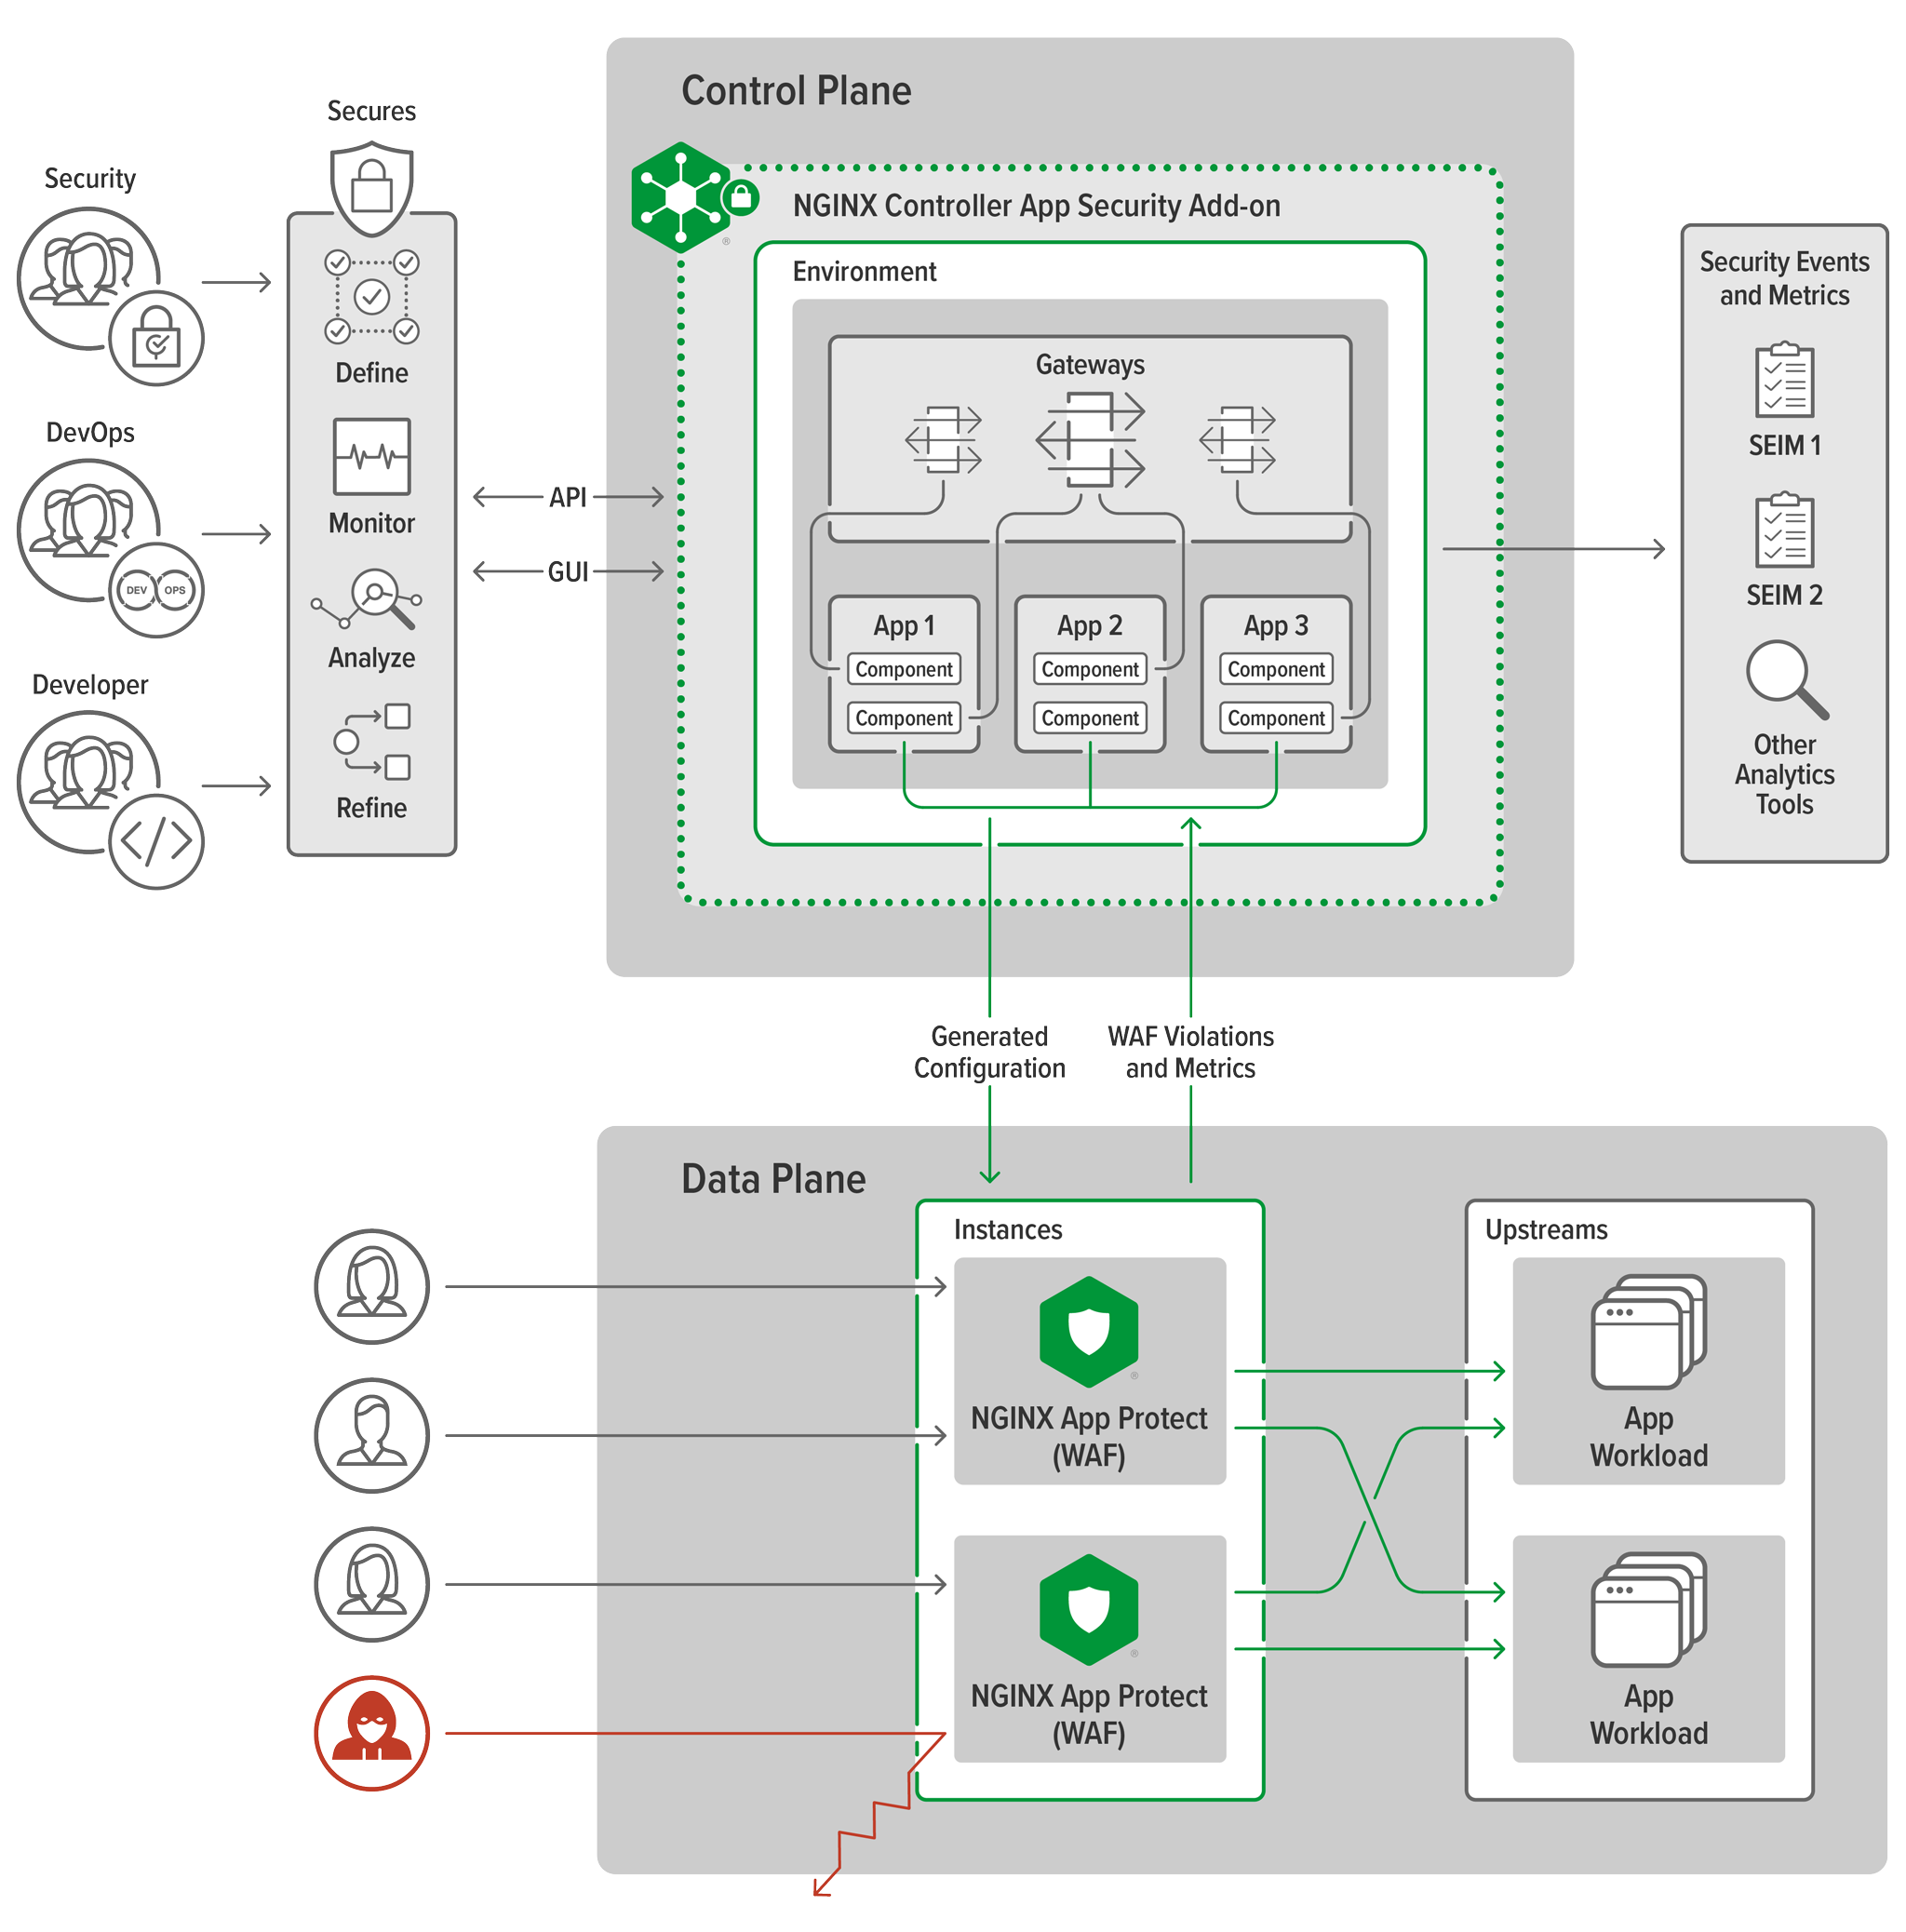 Control Plane
Secures
Security
NGINX Controller App Security Add-on
®
Environment
Security Events
and Metrics
Gateways
Define
DevOps
SEIM 1
API
Monitor
GUI
DEV
OPS
SEIM 2
App 1
App 2
App 3
Analyze
Component
Component
Component
Developer
Component
Component
Component
Other
Analytics
Tools
Refine
Generated
Configuration
WAF Violations
and Metrics
Data Plane
Instances
Upstreams
®
NGINX App Protect
(WAF)
App
Workload
®
NGINX App Protect
(WAF)
App
Workload